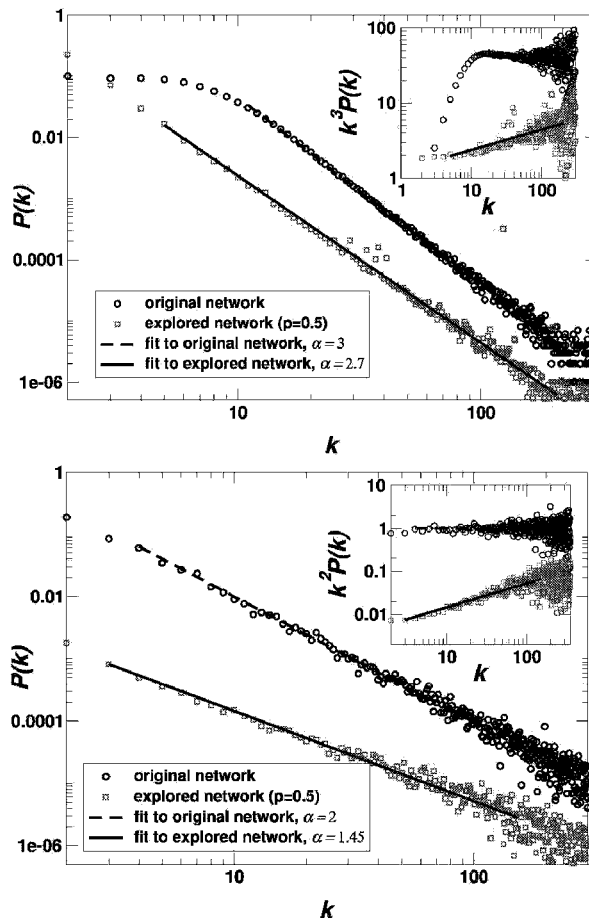 1
0.01
0.0001
1e-06
P(k)
10
100
k
100
10
1
k³P(k)
1
10
100
k
original network
explored network (p=0.5)
fit to original network, α=3
fit to explored network, α=2.7
1
0.01
0.0001
1e-06
P(k)
10
100
k
10
1
0.1
0.01
k²P(k)
10
100
k
original network
explored network (p=0.5)
fit to original network, α=2
fit to explored network, α=1.45